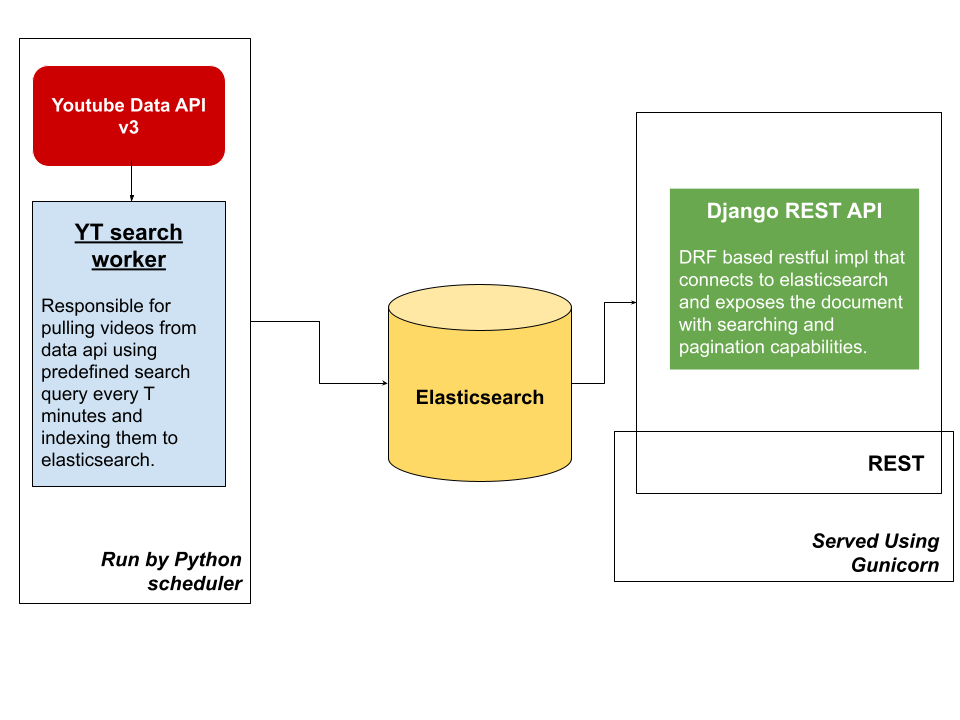 Youtube Data API
v3
YT search
worker
Responsible for
pulling videos from
data api using
predefined search
query every T
minutes and
indexing them to
elasticsearch.
Run by Python
scheduler
Elasticsearch
Django REST API
DRF based restful impl that
connects to elasticsearch
and exposes the document
with searching and
pagination capabilities.
REST
Served Using
Gunicorn